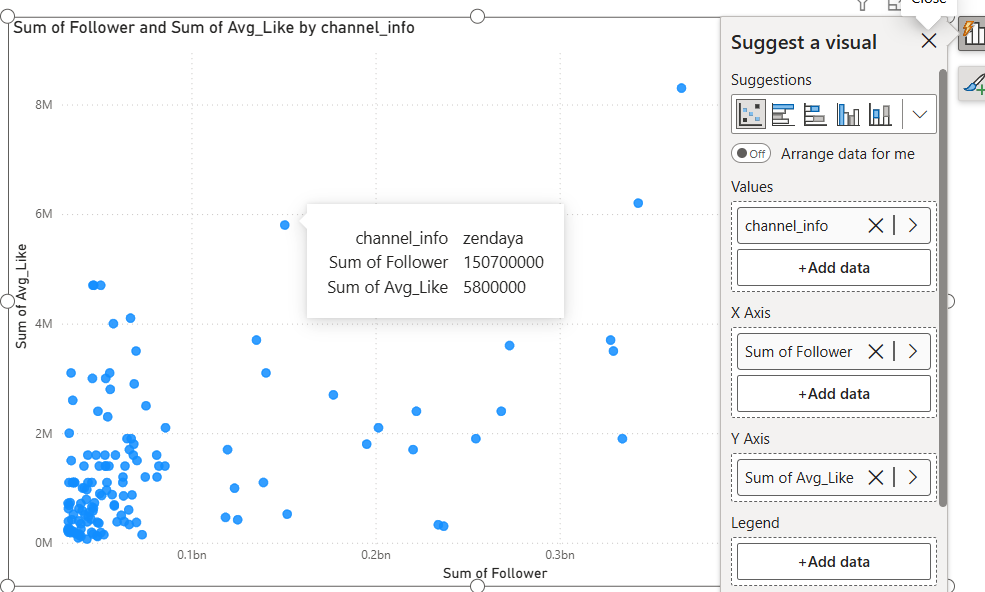 Close
Sum of Follower and Sum of Avg_Like by channel_info
8M
6M
4M
2M
0M
Sum of Avg_Like
0.1bn
0.2bn
0.3bn
Sum of Follower
channel_info zendaya
Sum of Follower 150700000
Sum of Avg_Like 5800000
Suggest a visual
Suggestions
Off
Arrange data for me
Values
channel_info
+Add data
X Axis
Sum of Follower
+Add data
Y Axis
Sum of Avg_Like
Legend
+Add data